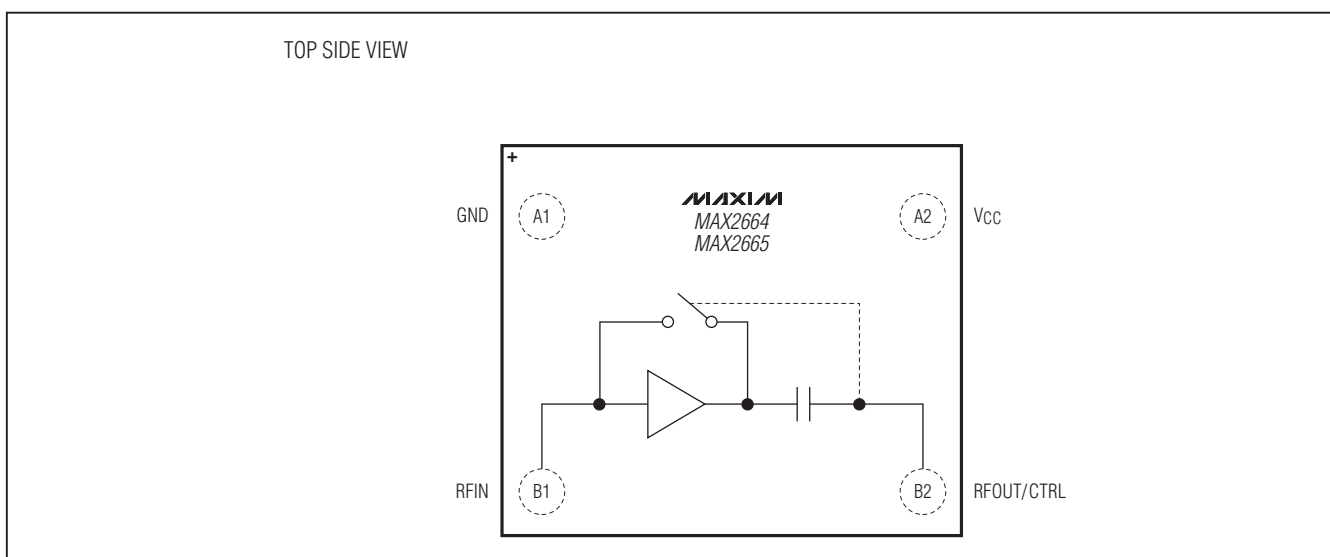 TOP SIDE VIEW
+
MAXIM
MAX2664
MAX2665
GND A1 A2 VCC
RFIN B1 B2 RFOUT/CTRL